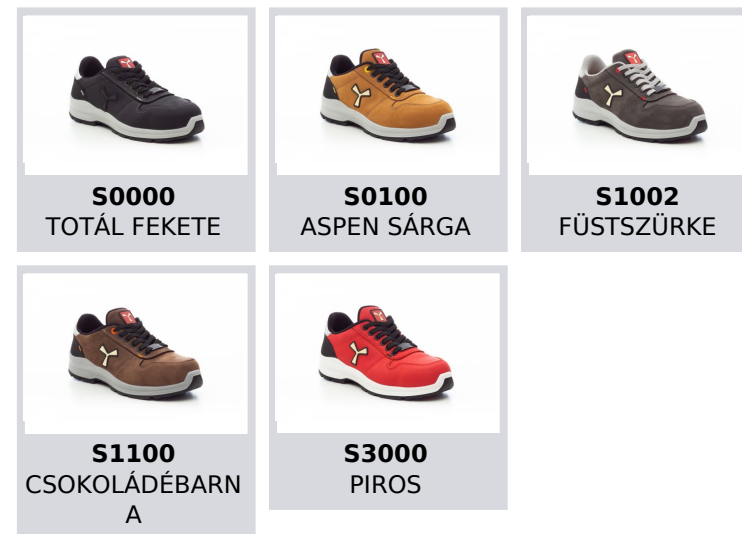 S0000
TOTÁL FEKETE
S0100
ASPEN SÁRGA
S1002
FÜSTSZÜRKE
S1100
CSOKOLÁDÉBARN
A
S3000
PIROS